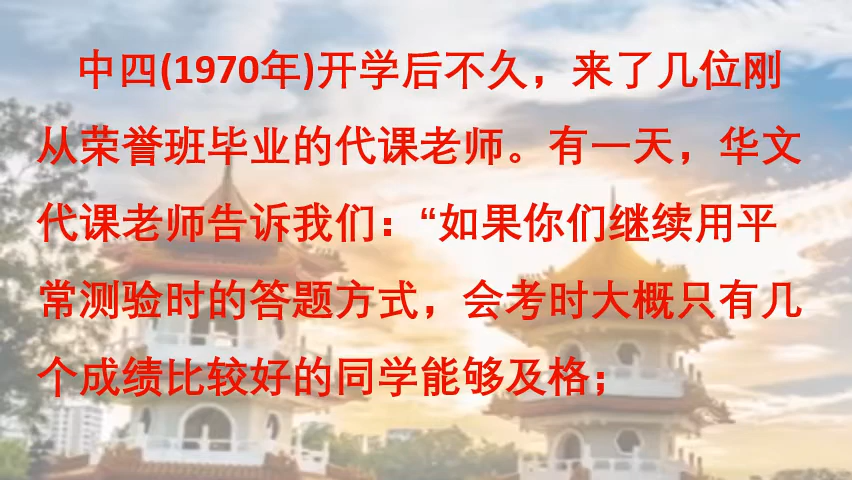 中四(1970年)开学后不久，来了几位刚
从荣誉班毕业的代课老师。有一天，华文
代课老师告诉我们：“如果你们继续用平
常测验时的答题方式，会考时大概只有几
个成绩比较好的同学能够及格；